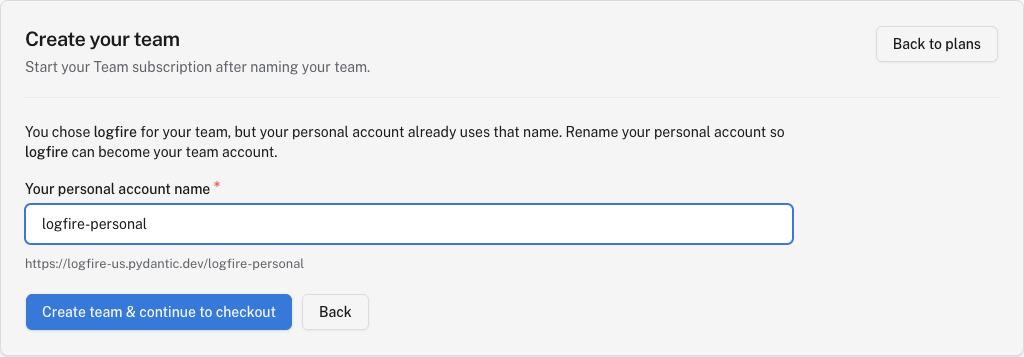 Create your team
Back to plans
Start your Team subscription after naming your team.
You chose logfire for your team, but your personal account already uses that name. Rename your personal account so
logfire can become your team account.
Your personal account name *
logfire-personal
https://logfire-us.pydantic.dev/logfire-personal
Create team & continue to checkout
Back